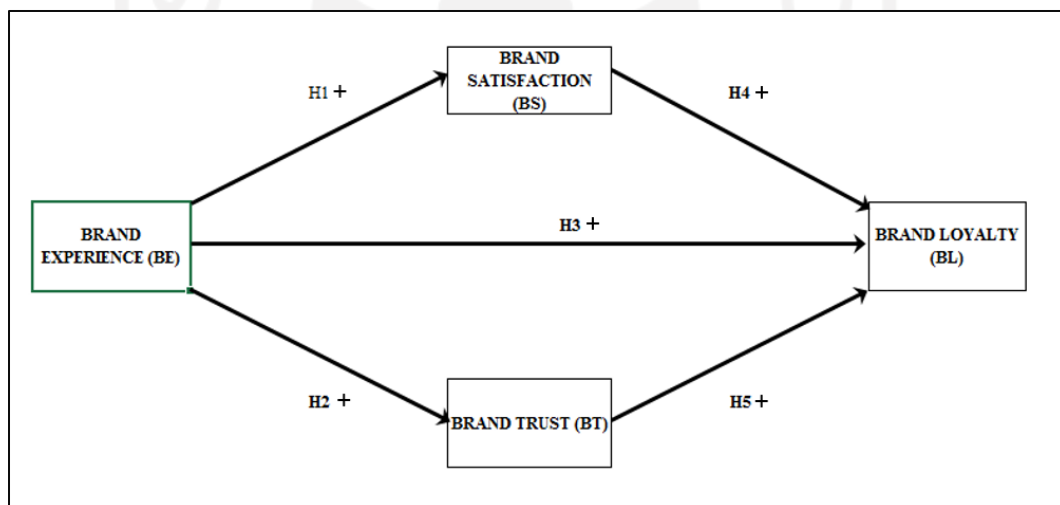 BRAND
SATISFACTION
(BS)
H1 +
H4 +
BRAND
EXPERIENCE (BE)
H3 +
BRAND LOYALTY
(BL)
H2 +
BRAND TRUST (BT)
H5 +